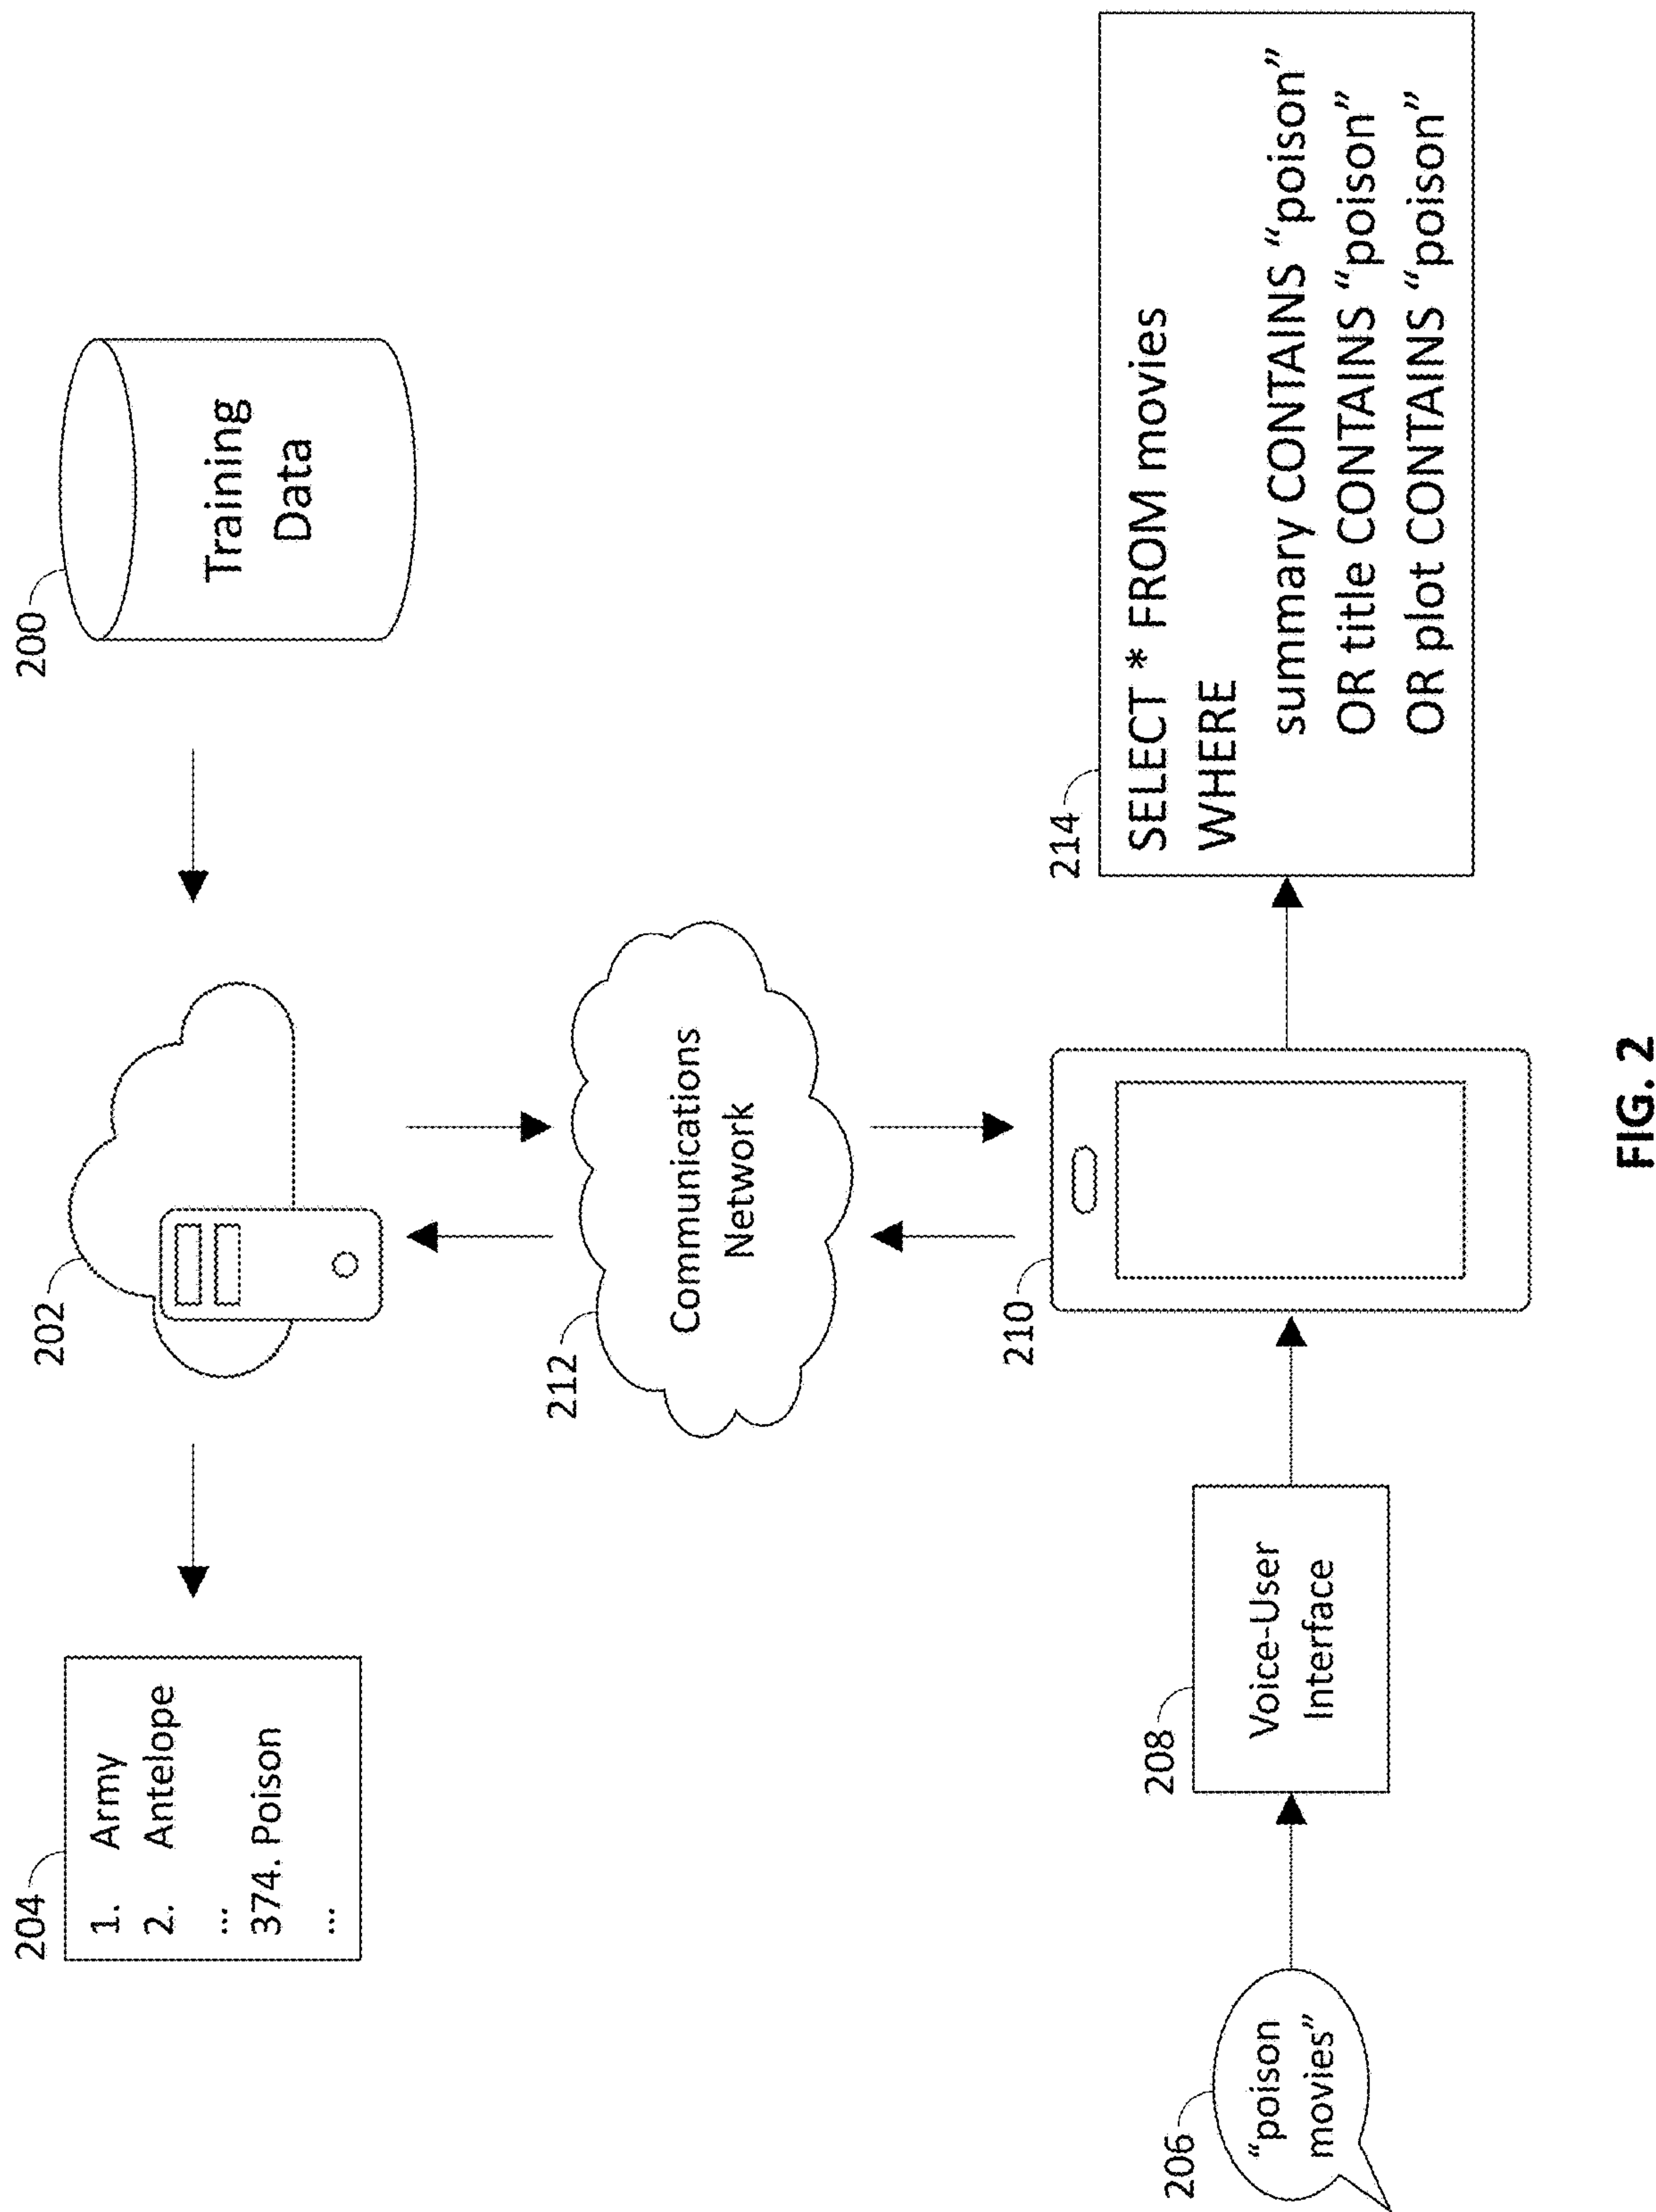 204
1. Army
2. Antelope
...
374. Poison
...
202
200
Training
Data
212
Communications
Network
206
"poison
movies"
208
Voice-User
Interface
210
214
SELECT * FROM movies
WHERE
summary CONTAINS "poison"
OR title CONTAINS "poison"
OR plot CONTAINS "poison"
FIG. 2